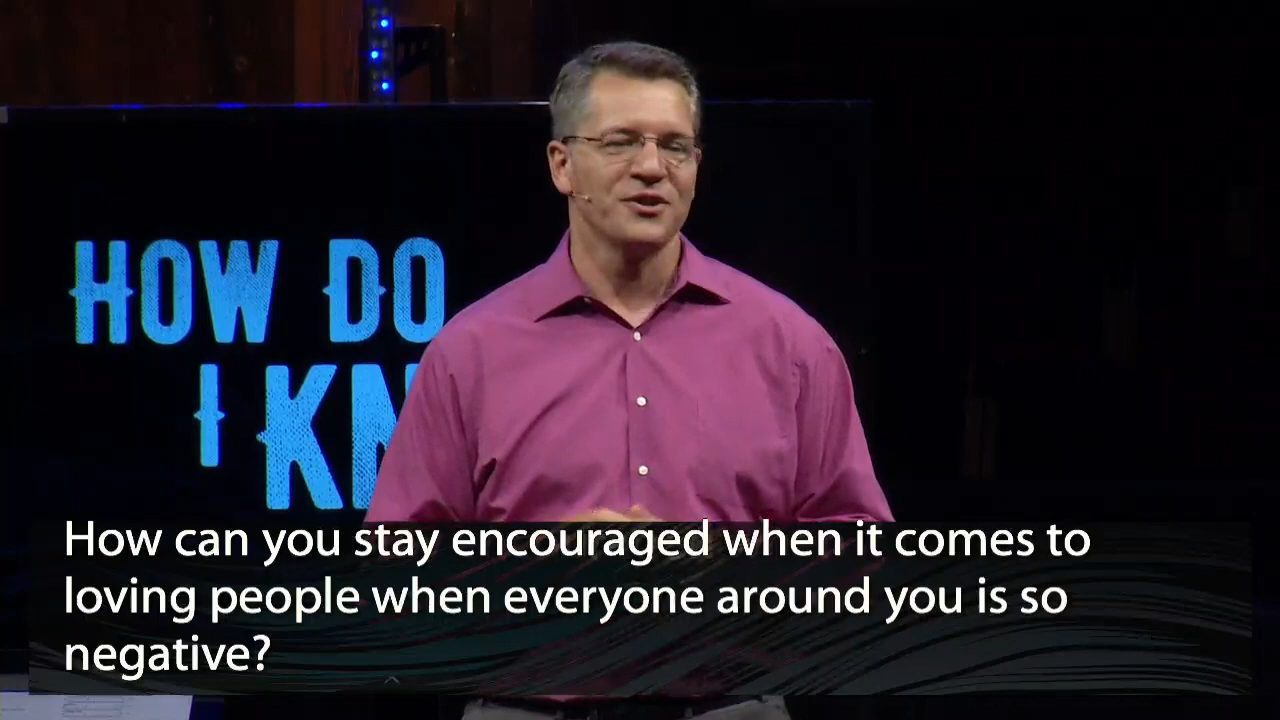 HOW DO
I KN
How can you stay encouraged when it comes to
loving people when everyone around you is so
negative?